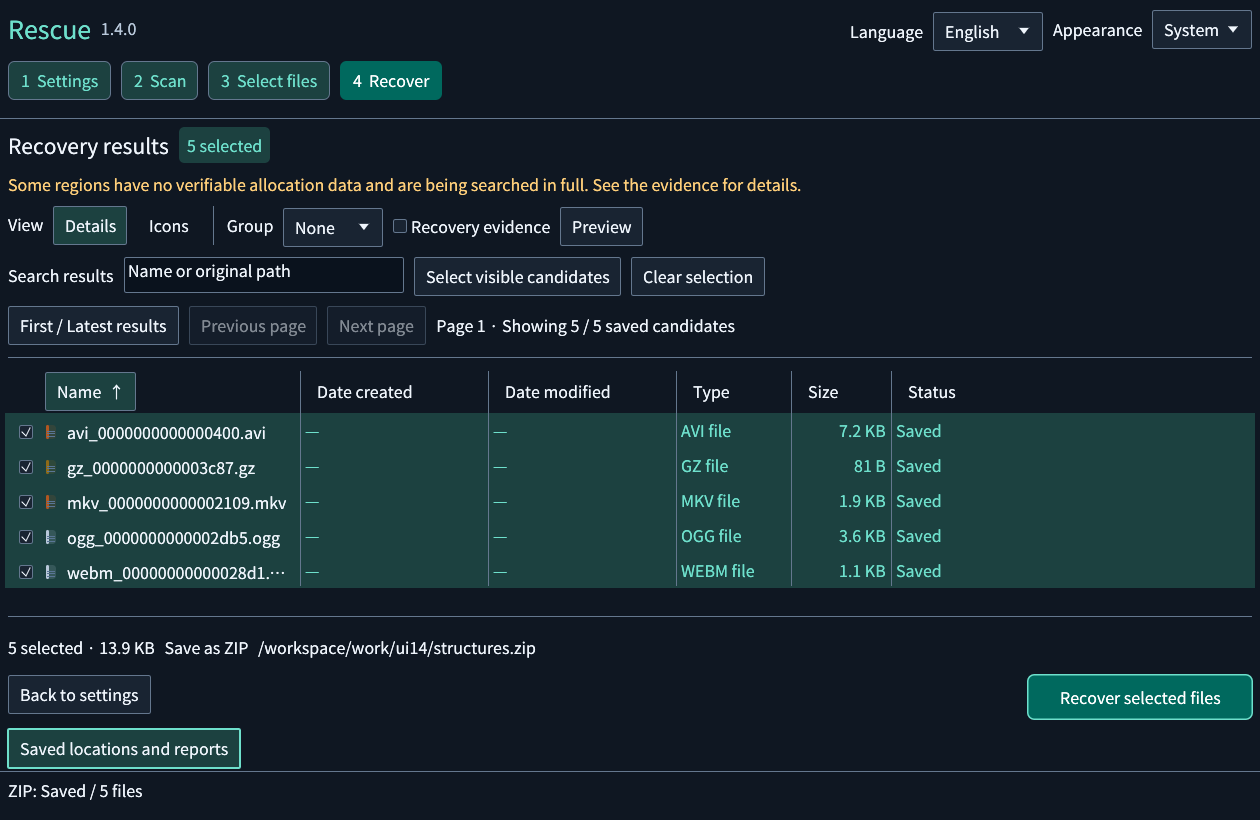 Rescue 1.4.0
Language English Appearance System
1 Settings 2 Scan 3 Select files 4 Recover
Recovery results 5 selected
Some regions have no verifiable allocation data and are being searched in full. See the evidence for details.
View Details Icons Group None Recovery evidence Preview
Search results Name or original path Select visible candidates Clear selection
First / Latest results Previous page Next page Page 1 · Showing 5 / 5 saved candidates
Name ↑ Date created Date modified Type Size Status
avi_0000000000000400.avi — — AVI file 7.2 KB Saved
gz_0000000000003c87.gz — — GZ file 81 B Saved
mkv_0000000000002109.mkv — — MKV file 1.9 KB Saved
ogg_0000000000002db5.ogg — — OGG file 3.6 KB Saved
webm_00000000000028d1.··· — — WEBM file 1.1 KB Saved
5 selected · 13.9 KB Save as ZIP /workspace/work/ui14/structures.zip
Back to settings Recover selected files
Saved locations and reports
ZIP: Saved / 5 files